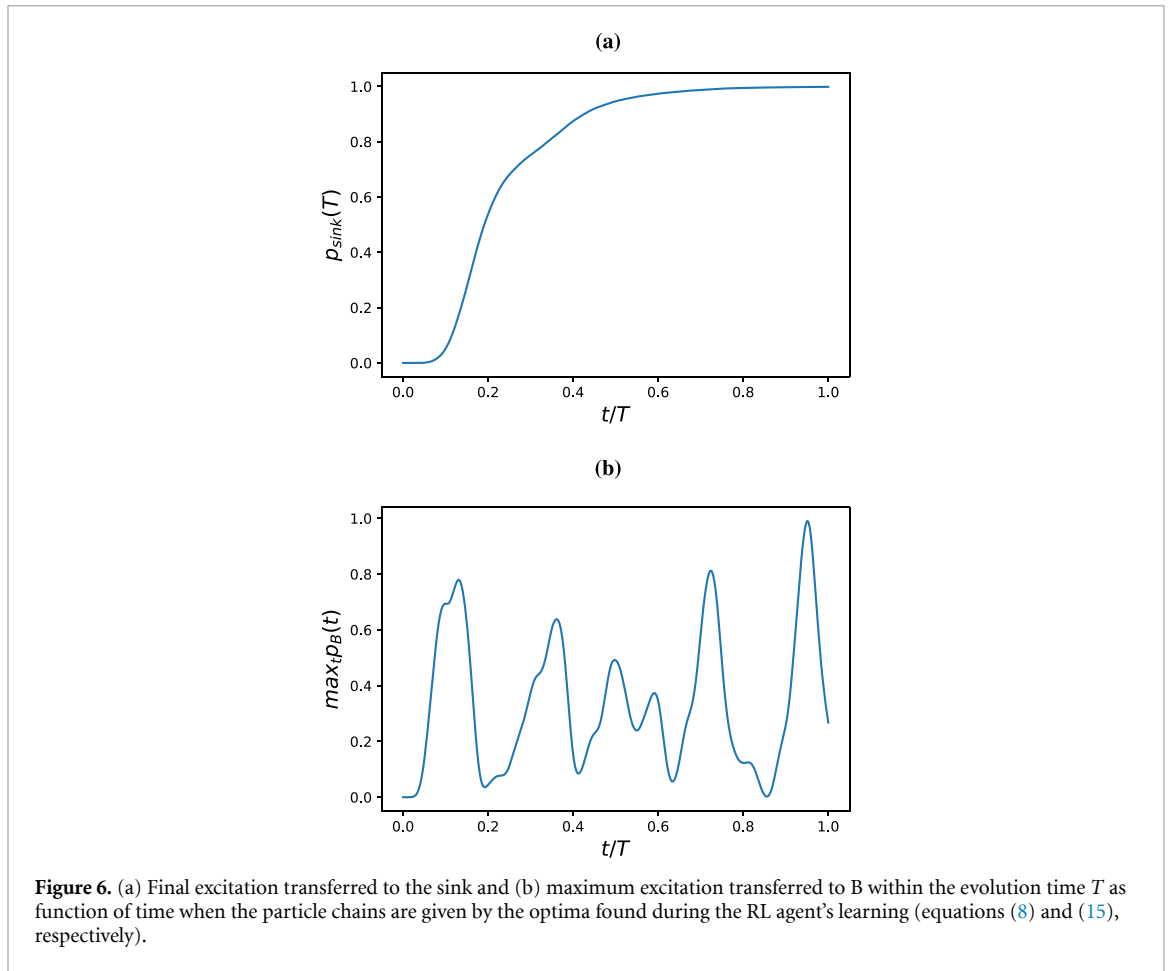 (a)
1.0
0.8
0.6
0.4
0.2
0.0
p_sink(T)
0.0 0.2 0.4 0.6 0.8 1.0
t/T
(b)
1.0
0.8
0.6
0.4
0.2
0.0
max_t p_B(t)
0.0 0.2 0.4 0.6 0.8 1.0
t/T
Figure 6. (a) Final excitation transferred to the sink and (b) maximum excitation transferred to B within the evolution time T as
function of time when the particle chains are given by the optima found during the RL agent's learning (equations (8) and (15),
respectively).